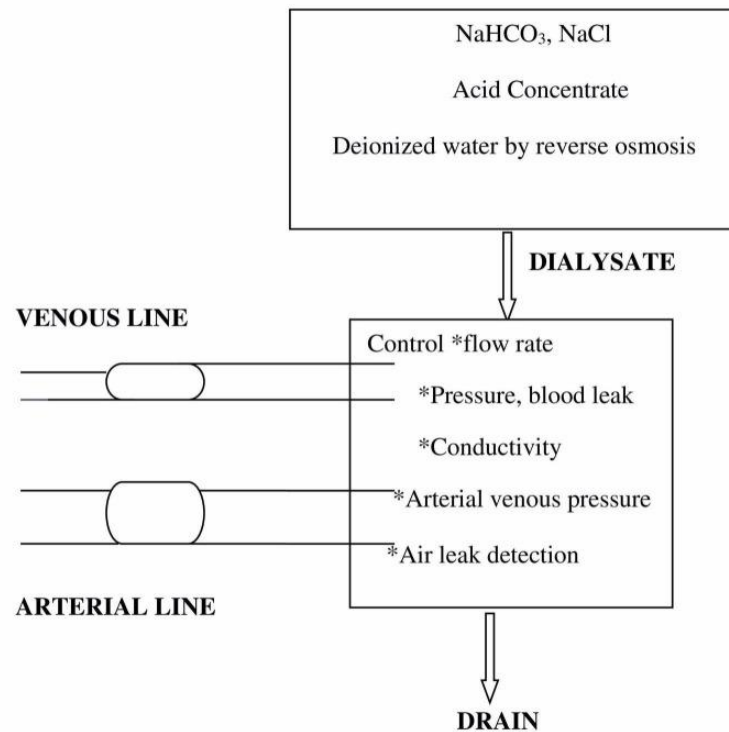 NaHCO₃, NaCl
Acid Concentrate
Deionized water by reverse osmosis
DIALYSATE
VENOUS LINE
Control *flow rate
*Pressure, blood leak
*Conductivity
*Arterial venous pressure
*Air leak detection
ARTERIAL LINE
DRAIN